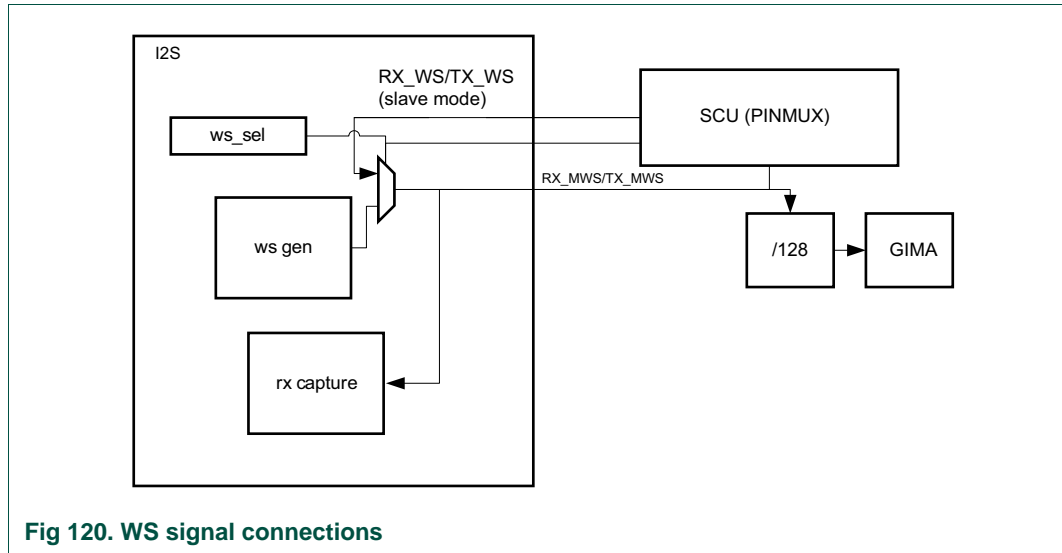 I2S
RX_WS/TX_WS
(slave mode)
SCU (PINMUX)
ws_sel
RX_MWS/TX_MWS
ws gen
/128
GIMA
rx capture
Fig 120. WS signal connections